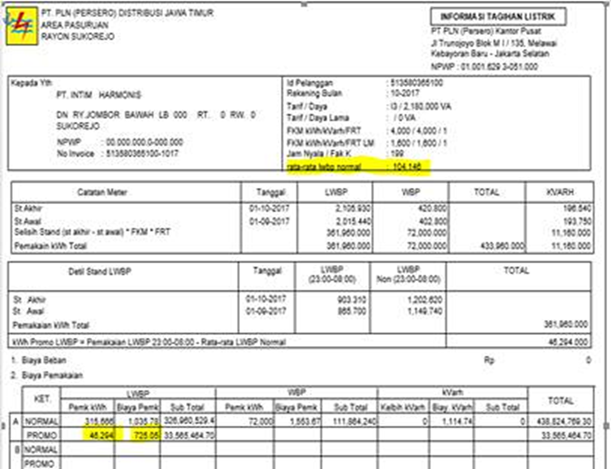 PT. PLN (PERSERO) DISTRIBUSI JAWA TIMUR
AREA PASURUAN
RAYON SUKOREJO
INFORMASI TAGIHAN LISTRIK
PT PLN (Persero) Kantor Pusat
Jl Trunojoyo Blok M I / 135, Melawai
Kebayoran Baru - Jakarta Selatan
NPWP : 01.001.629.3-051.000
Kepada Yth
PT. INTIM HARMONIS
DN RY.JOMBOR BAWAH LB 000 RT. 0 RW. 0
SUKOREJO
NPWP : 00.000.000.0-000.000
No Invoice : 513580365100-1017
Id Pelanggan : 513580365100
Rekening Bulan : 10-2017
Tarif / Daya : I3 / 2,180.000 VA
Tarif / Daya Lama : / 0 VA
FKM kWh/kVarh/FRT : 4,000 / 4,000 / 1
FKM kWh/kVarh/FRT LM : 1,600 / 1,600 / 1
Jam Nyala / Fak K : 199
rata-rata lwbp normal : 104,146
Catatan Meter Tanggal LWBP WBP TOTAL KVARH
St Akhir 01-10-2017 2,105.930 420.800 196.540
St Awal 01-09-2017 2,015.440 402.800 193.750
Selisih Stand (st akhir - st awal) * FKM * FRT 361,960.000 72,000.000 11,160.000
Pemakain kWh Total 361,960.000 72,000.000 433,960.000 11,160.000
Detil Stand LWBP Tanggal LWBP (23:00-08:00) LWBP Non (23:00-08:00) TOTAL
St. Akhir 01-10-2017 903.310 1,202.620
St. Awal 01-09-2017 865.700 1,149.740
Pemakaian kWh Total 361,960.000
kWh Promo LWBP = Pemakaian LWBP 23:00-08:00 - Rata-rata LWBP Normal 46,294.000
1. Biaya Beban Rp 0
2. Biaya Pemakaian
KET. LWBP WBP kVarh TOTAL
Pemk kWh Biaya Pemk Sub Total Pemk kWh Biaya Pemk Sub Total Kelbih kVarh Biay. kVarh Sub Total
A NORMAL 315,666 1,035.78 326,960,529.4 72,000 1,553.67 111,864,240 0 1,114.74 0 438,824,769.30
PROMO 46,294 725.05 33,565,464.70 33,565,464.70
B NORMAL
PROMO